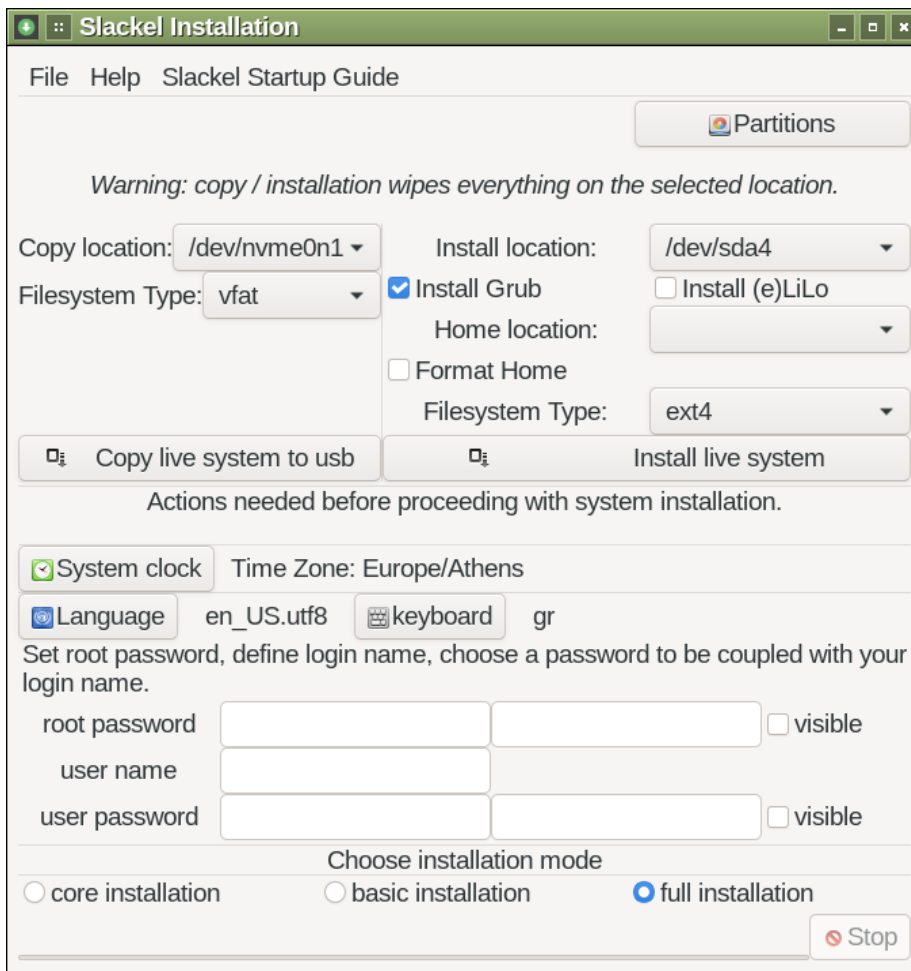 Slackel Installation
File Help Slackel Startup Guide
Partitions
Warning: copy / installation wipes everything on the selected location.
Copy location: /dev/nvme0n1 Install location: /dev/sda4
Filesystem Type: vfat Install Grub Install (e)LiLo
Home location:
Format Home
Filesystem Type: ext4
Copy live system to usb Install live system
Actions needed before proceeding with system installation.
System clock Time Zone: Europe/Athens
Language en_US.utf8 keyboard gr
Set root password, define login name, choose a password to be coupled with your
login name.
root password visible
user name
user password visible
Choose installation mode
core installation basic installation full installation
Stop